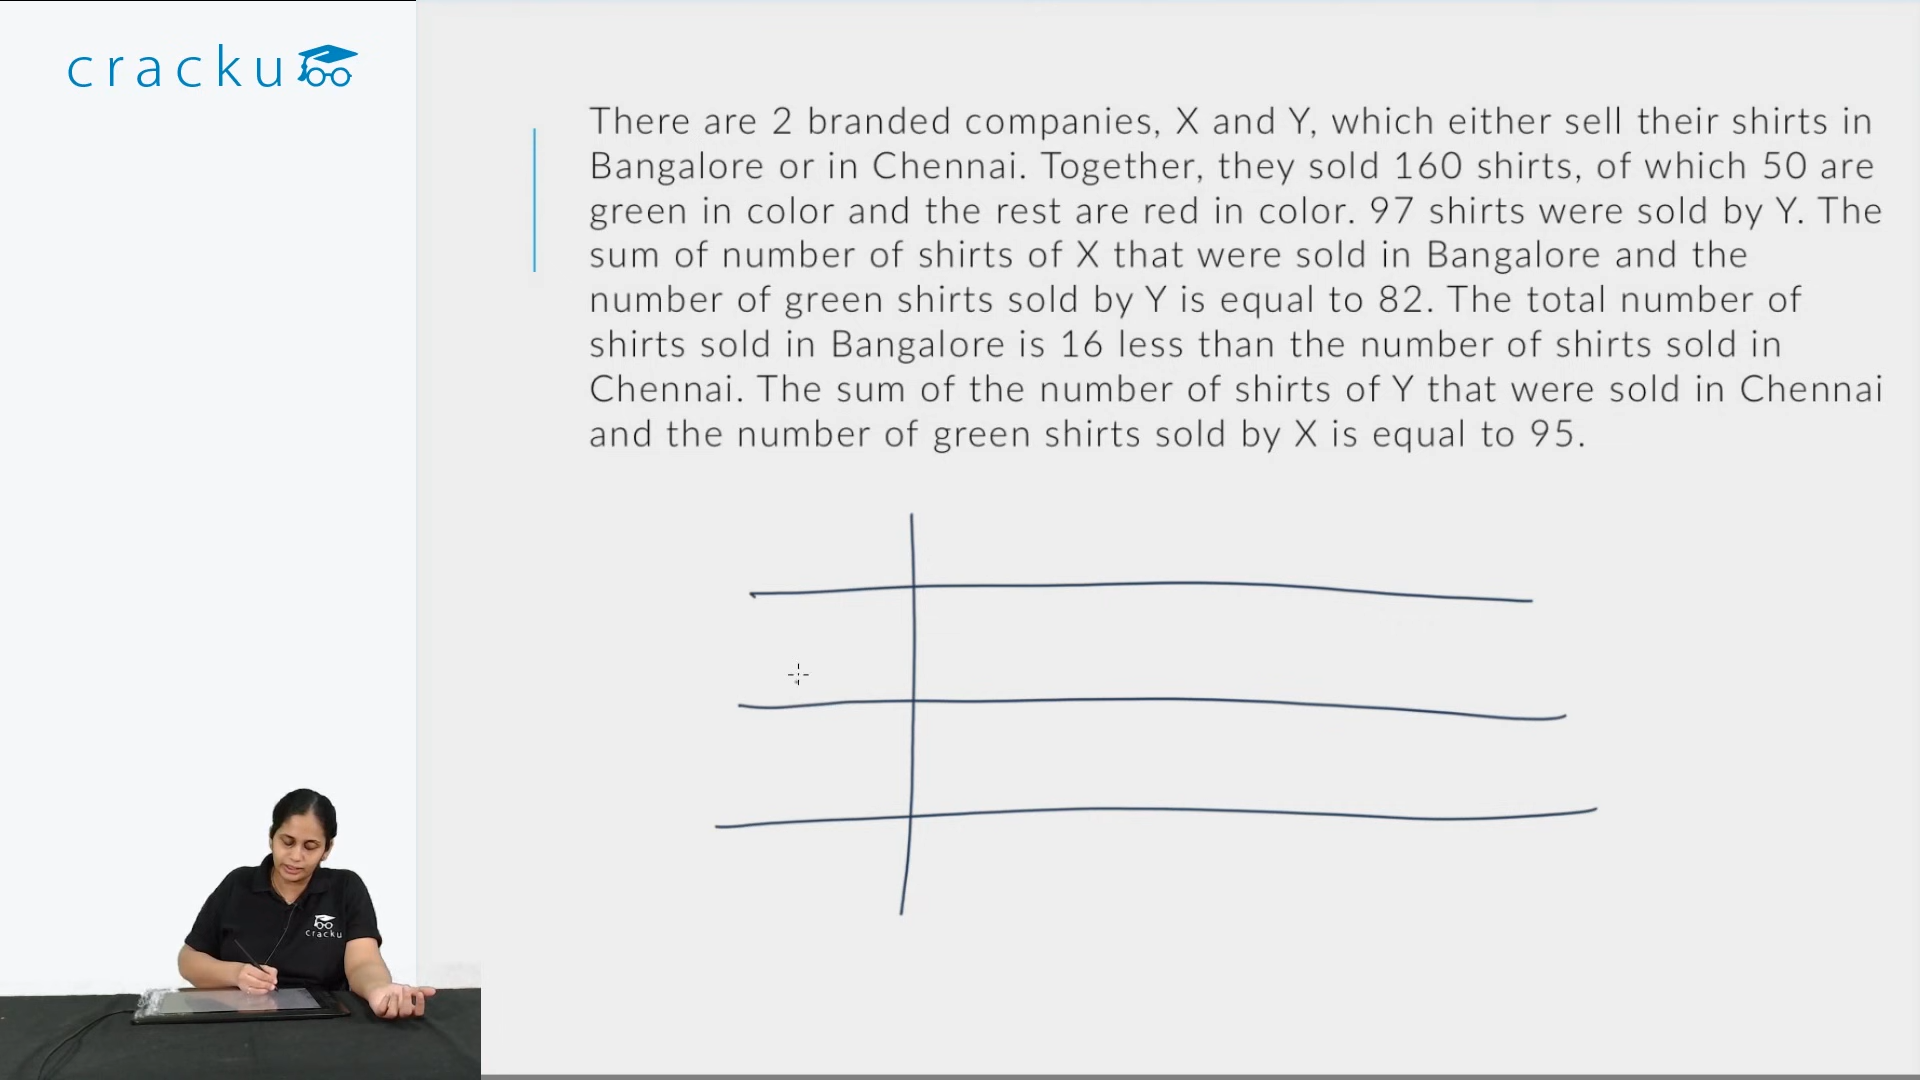 cracku
There are 2 branded companies, X and Y, which either sell their shirts in
Bangalore or in Chennai. Together, they sold 160 shirts, of which 50 are
green in color and the rest are red in color. 97 shirts were sold by Y. The
sum of number of shirts of X that were sold in Bangalore and the
number of green shirts sold by Y is equal to 82. The total number of
shirts sold in Bangalore is 16 less than the number of shirts sold in
Chennai. The sum of the number of shirts of Y that were sold in Chennai
and the number of green shirts sold by X is equal to 95.
cracku